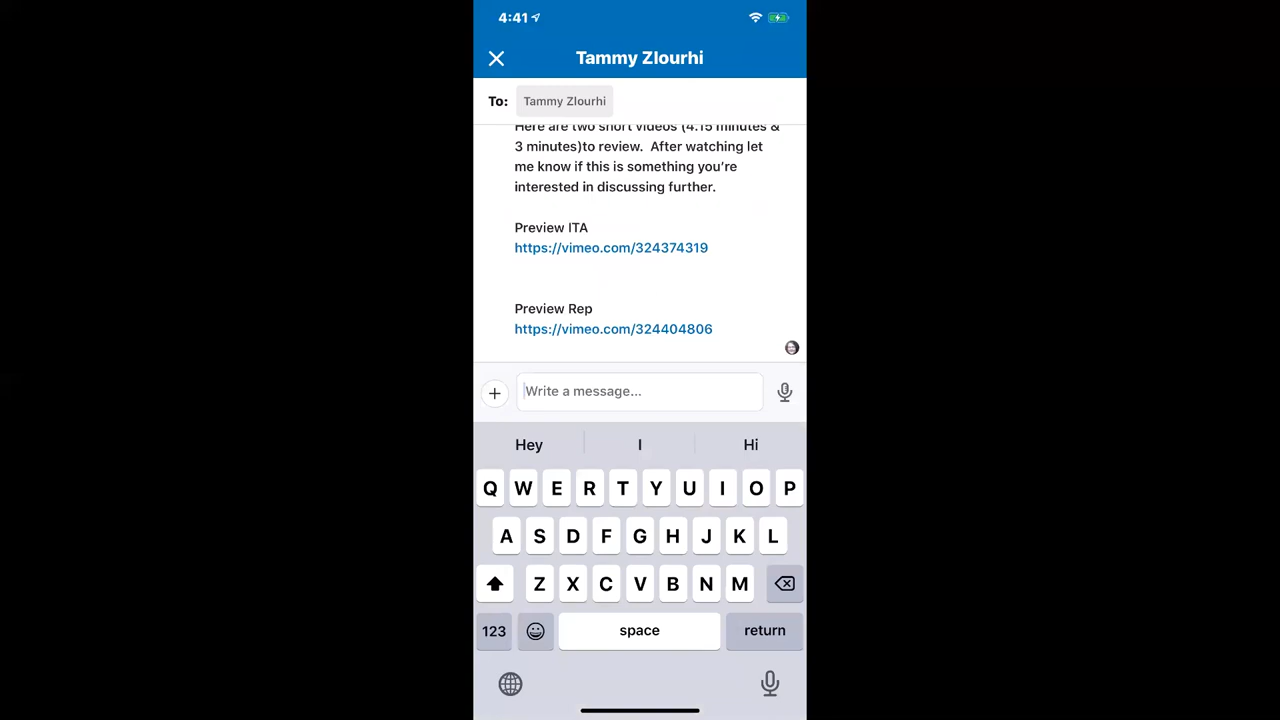 4:41
Tammy Zlourhi
To: Tammy Zlourhi
Here are two short videos (4.15 minutes &
3 minutes)to review.  After watching let
me know if this is something you’re
interested in discussing further.
Preview ITA
https://vimeo.com/324374319
Preview Rep
https://vimeo.com/324404806
Write a message...
Hey I Hi
Q W E R T Y U I O P
A S D F G H J K L
Z X C V B N M
123 space return